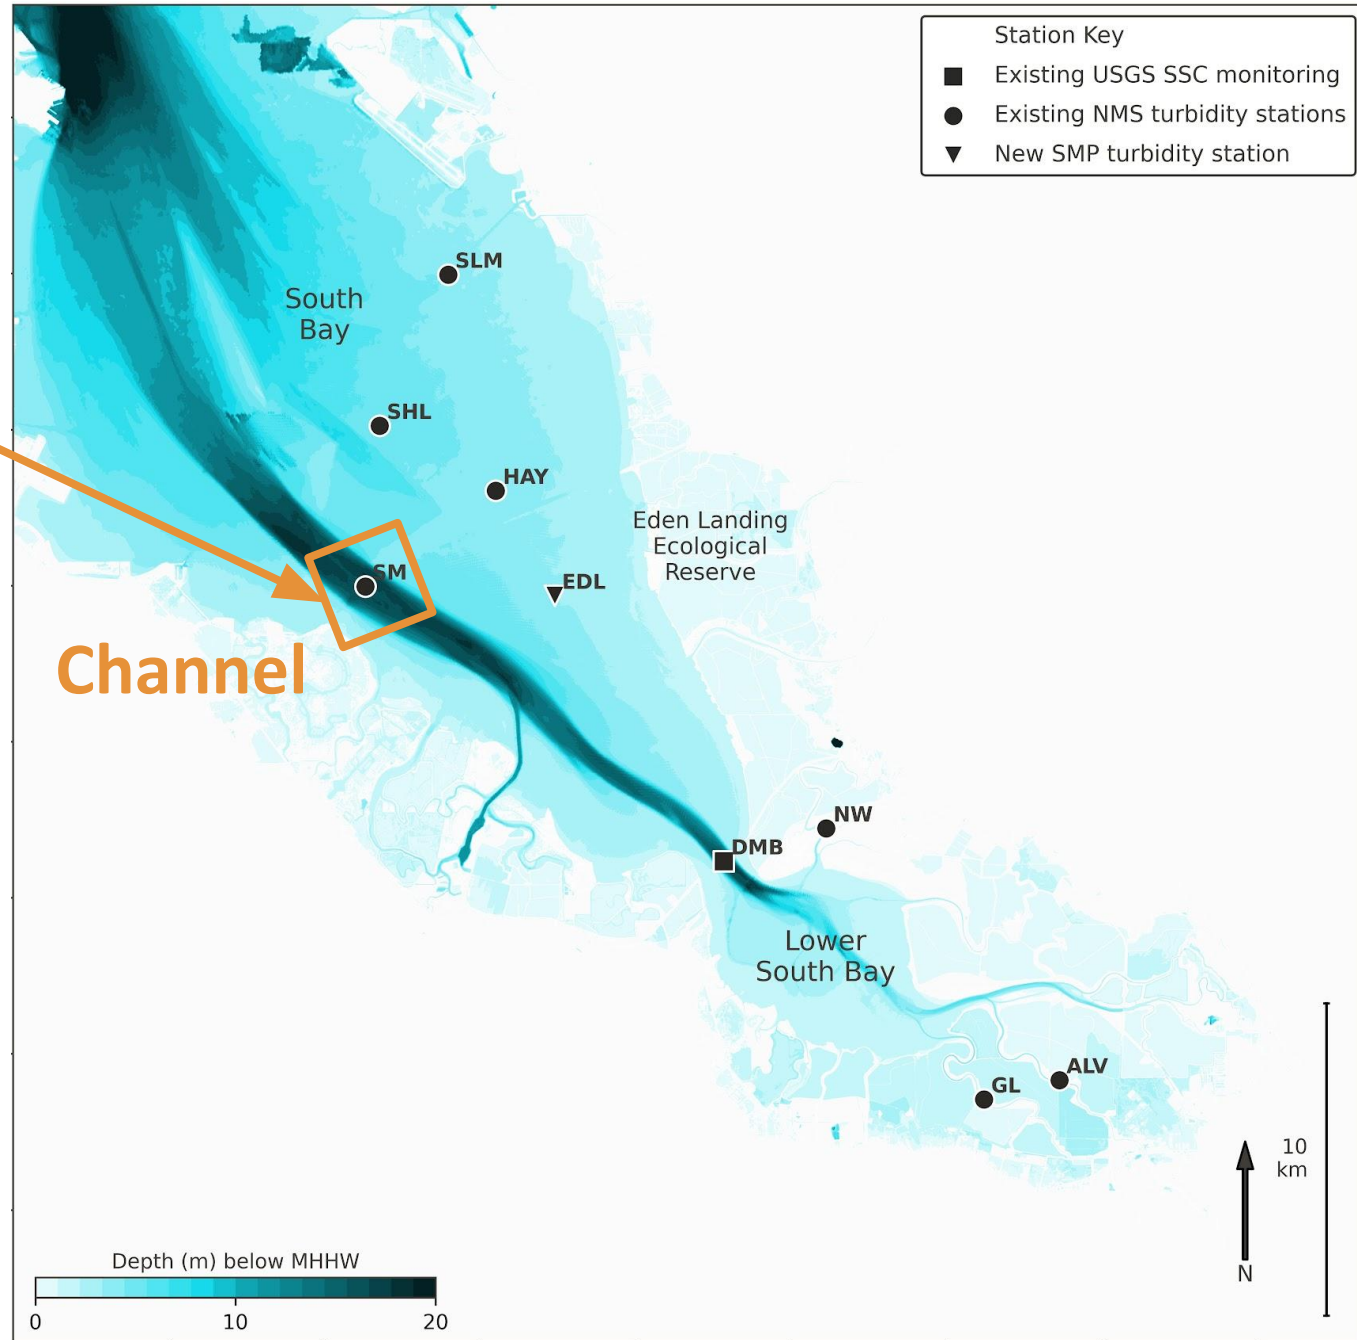 Station Key
Existing USGS SSC monitoring
Existing NMS turbidity stations
New SMP turbidity station
SLM
South
Bay
SHL
HAY
Eden Landing
Ecological
Reserve
SM
EDL
Channel
NW
DMB
Lower
South Bay
ALV
GL
10
km
N
Depth (m) below MHHW
0 10 20